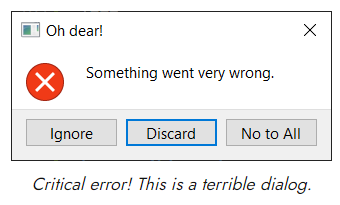 Oh dear!
Something went very wrong.
Ignore Discard No to All
Critical error! This is a terrible dialog.